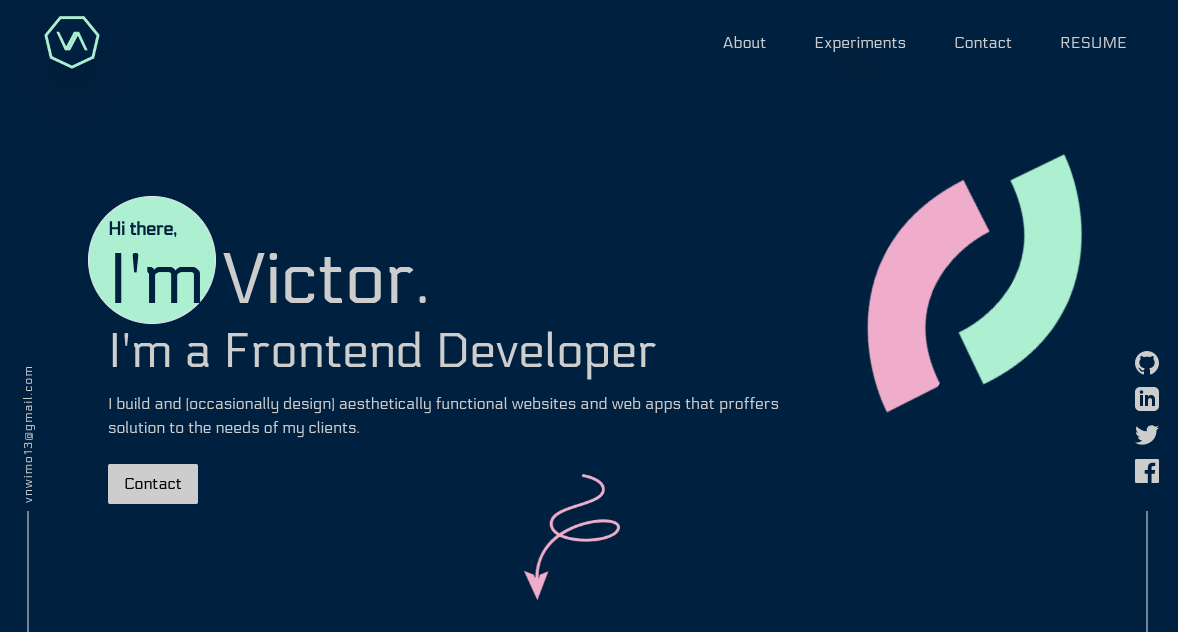 About
Experiments
Contact
RESUME
Hi there,
I'm Victor.
I'm a Frontend Developer
I build and (occasionally design) aesthetically functional websites and web apps that proffers
solution to the needs of my clients.
Contact
vnwimo13@gmail.com
in